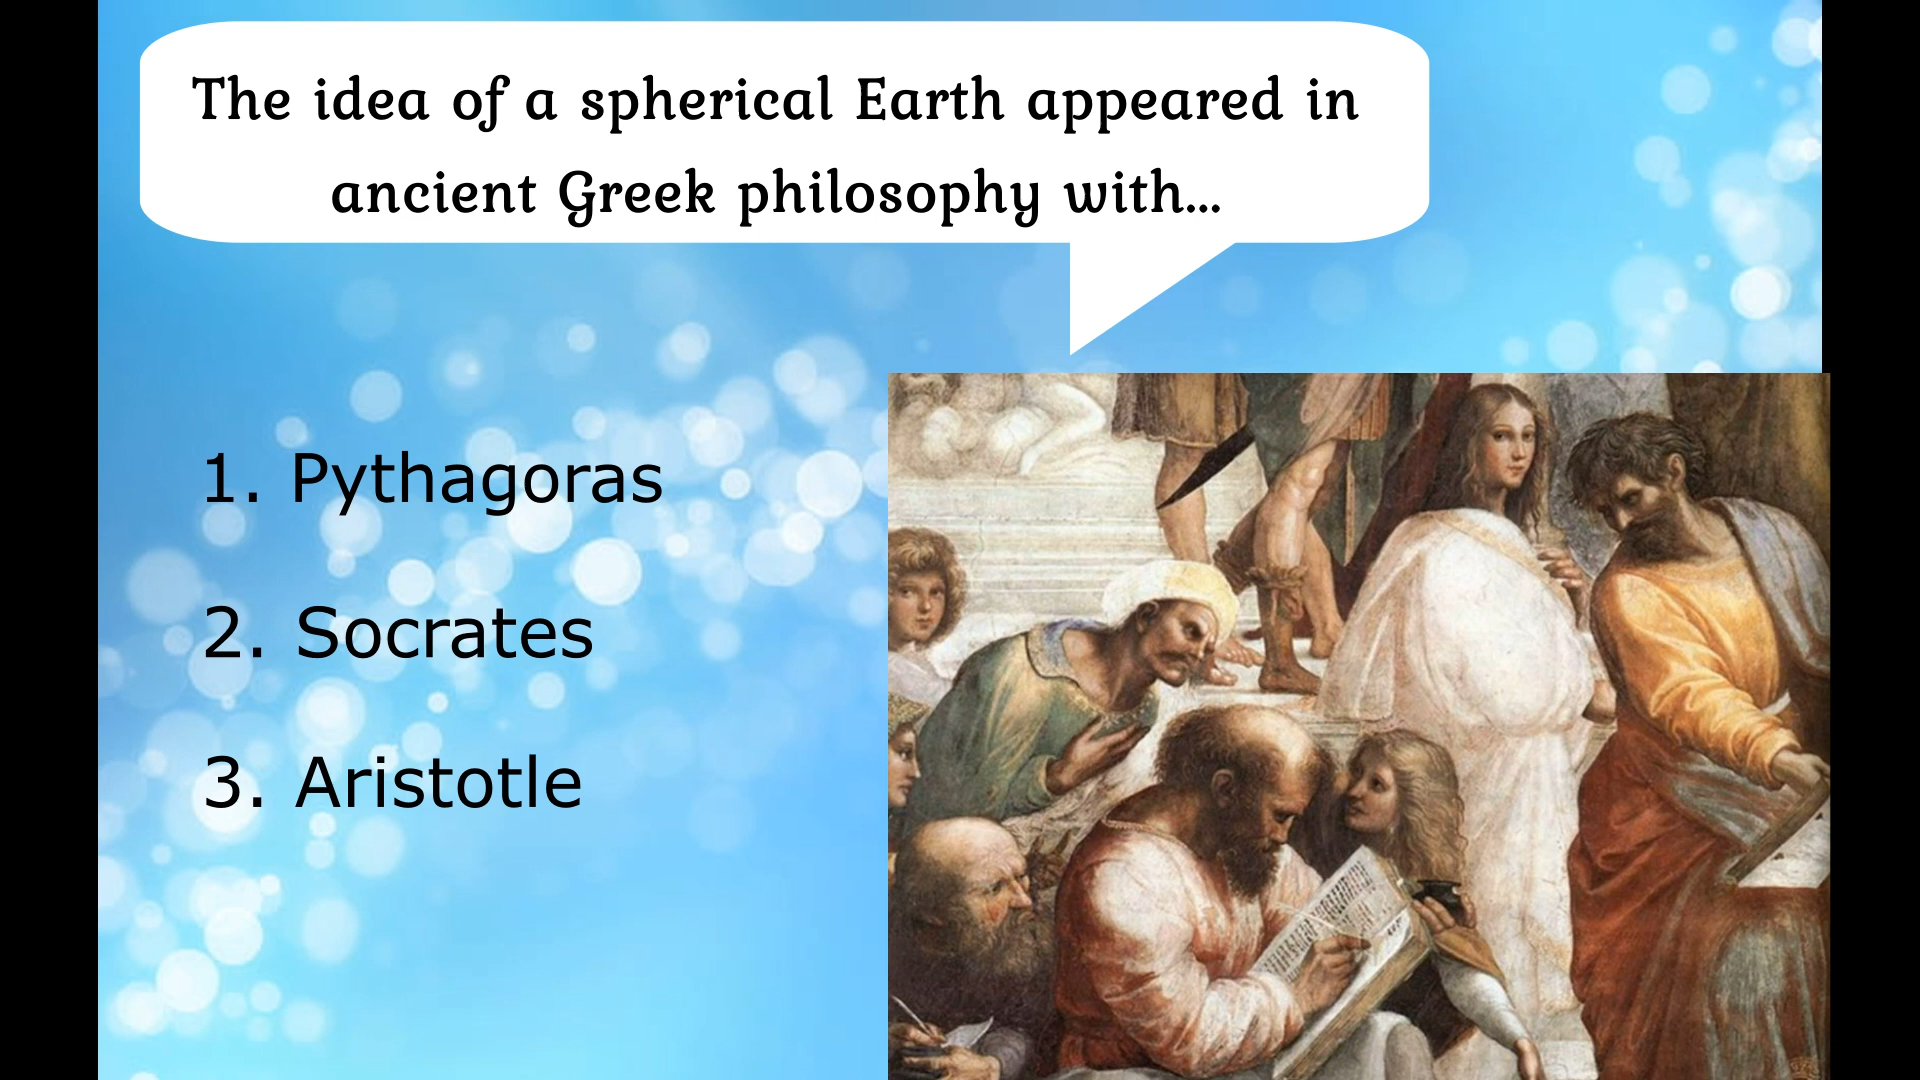 The idea of a spherical Earth appeared in
ancient Greek philosophy with...
1. Pythagoras
2. Socrates
3. Aristotle